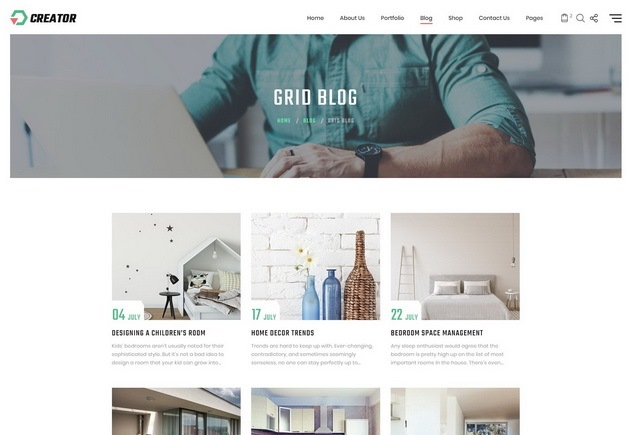 CREATOR
Home About Us Portfolio Blog Shop Contact Us Pages 2
GRID BLOG
HOME / BLOG / GRID BLOG
04 JULY
17 JULY
22 JULY
DESIGNING A CHILDREN'S ROOM
Kids' bedrooms aren't usually noted for their
sophisticated style. But it's not a bad idea to
design a room that your kid can grow into...
HOME DECOR TRENDS
Trends are hard to keep up with. Ever-changing,
contradictory, and sometimes seemingly
senseless, no one can stay perfectly up to...
BEDROOM SPACE MANAGEMENT
Any sleep enthusiast would agree that the
bedroom is pretty high up on the list of most
important rooms in the house. There's even...